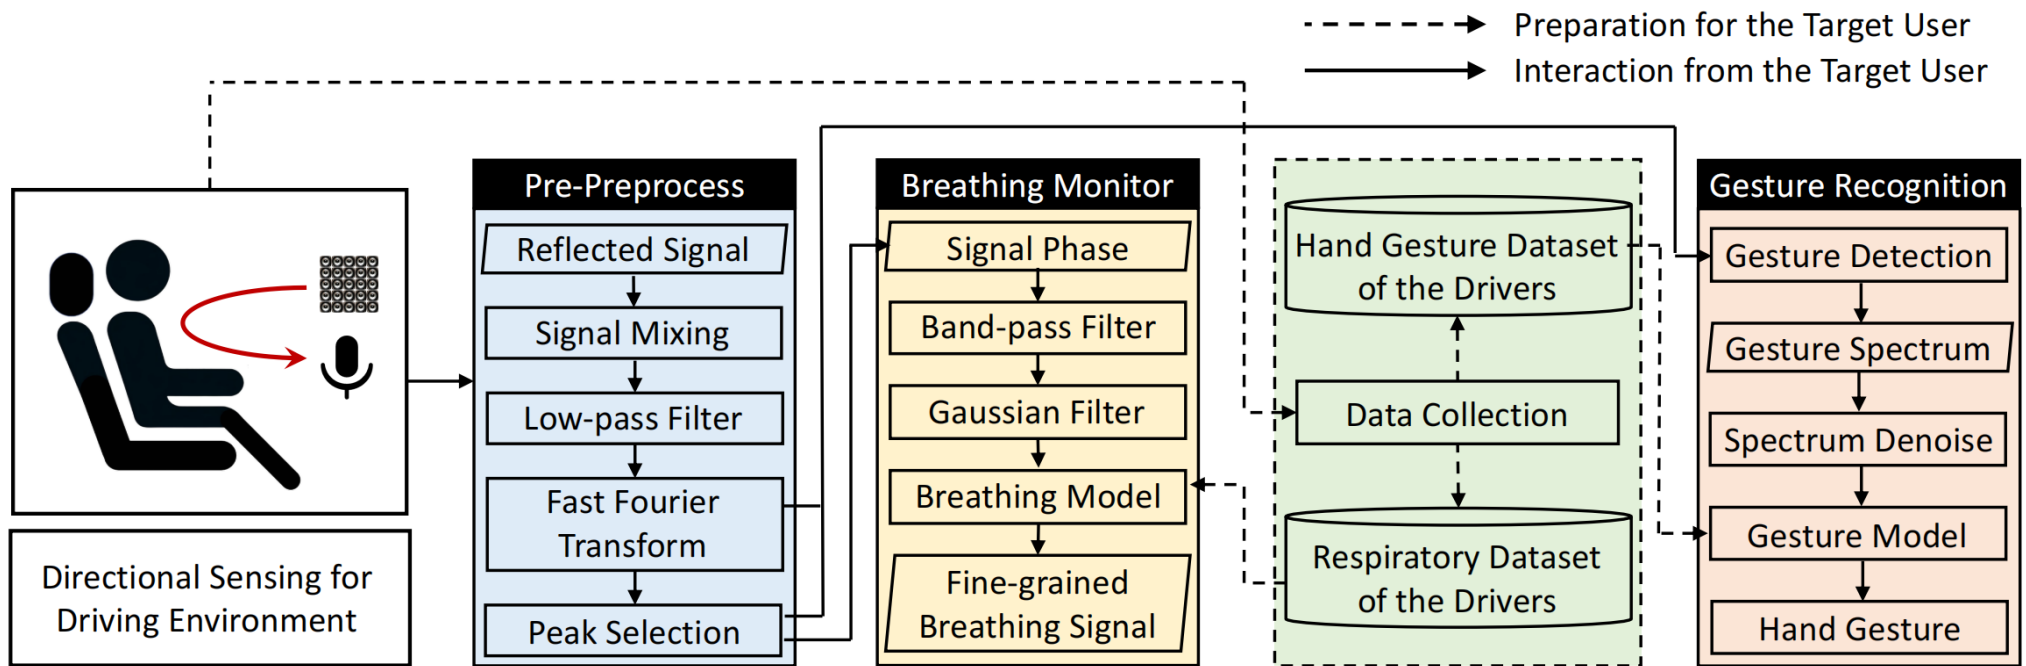 Preparation for the Target User
Interaction from the Target User
Directional Sensing for
Driving Environment
Pre-Preprocess
Reflected Signal
Signal Mixing
Low-pass Filter
Fast Fourier
Transform
Peak Selection
Breathing Monitor
Signal Phase
Band-pass Filter
Gaussian Filter
Breathing Model
Fine-grained
Breathing Signal
Hand Gesture Dataset
of the Drivers
Data Collection
Respiratory Dataset
of the Drivers
Gesture Recognition
Gesture Detection
Gesture Spectrum
Spectrum Denoise
Gesture Model
Hand Gesture